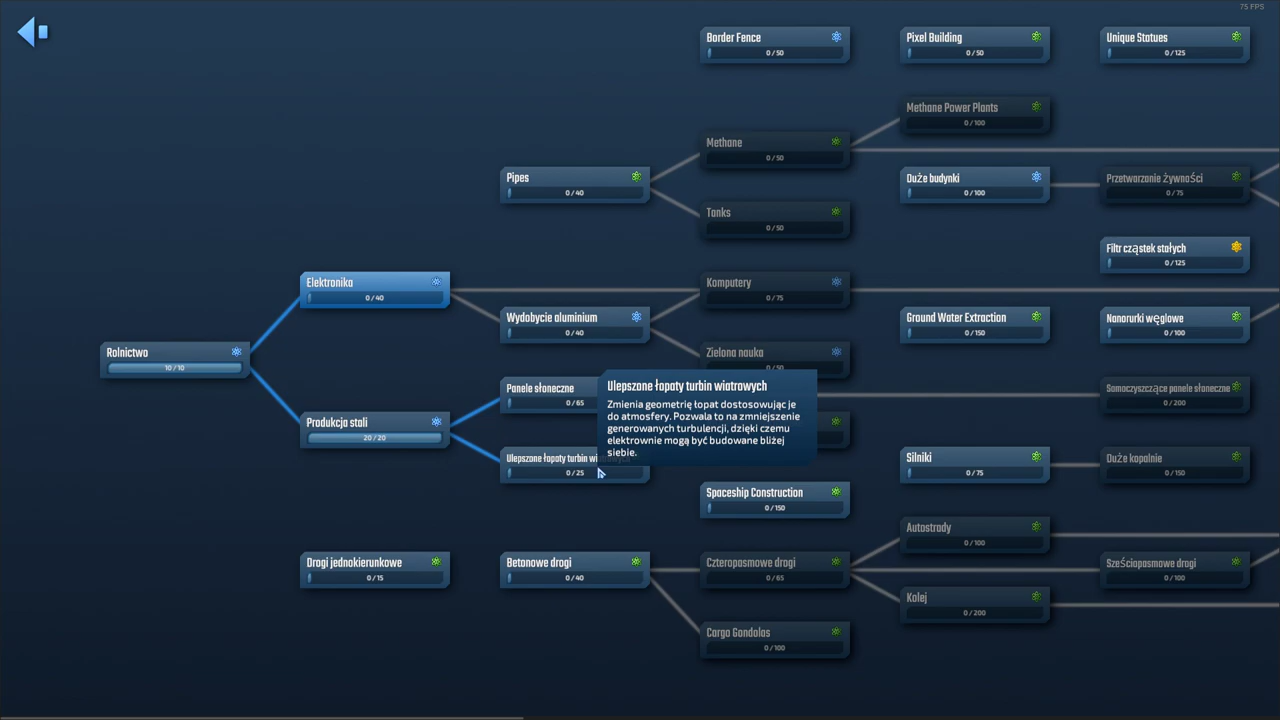 75 FPS
Border Fence
0/50
Pixel Building
0/50
Unique Statues
0/125
Methane Power Plants
0/100
Methane
0/50
Pipes
0/40
Duże budynki
0/100
Przetwarzanie żywności
0/75
Tanks
0/50
Filtr cząstek stałych
0/125
Elektronika
0/40
Komputery
0/75
Wydobycie aluminium
0/40
Ground Water Extraction
0/150
Nanorurki węglowe
0/100
Rolnictwo
10/10
Zielona nauka
0/50
Panele słoneczne
0/65
Ulepszone łopaty turbin wiatrowych
Zmienia geometrię łopat dostosowując je
do atmosfery. Pozwala to na zmniejszenie
generowanych turbulencji, dzięki czemu
elektrownie mogą być budowane bliżej
siebie.
Samoczyszczące panele słoneczne
0/200
Produkcja stali
20/20
Ulepszone łopaty turbin wiatrowych
0/25
Silniki
0/75
Duże kopalnie
0/150
Spaceship Construction
0/150
Autostrady
0/100
Drogi jednokierunkowe
0/15
Betonowe drogi
0/40
Czteropasmowe drogi
0/65
Sześciopasmowe drogi
0/100
Kolej
0/200
Cargo Gondolas
0/100